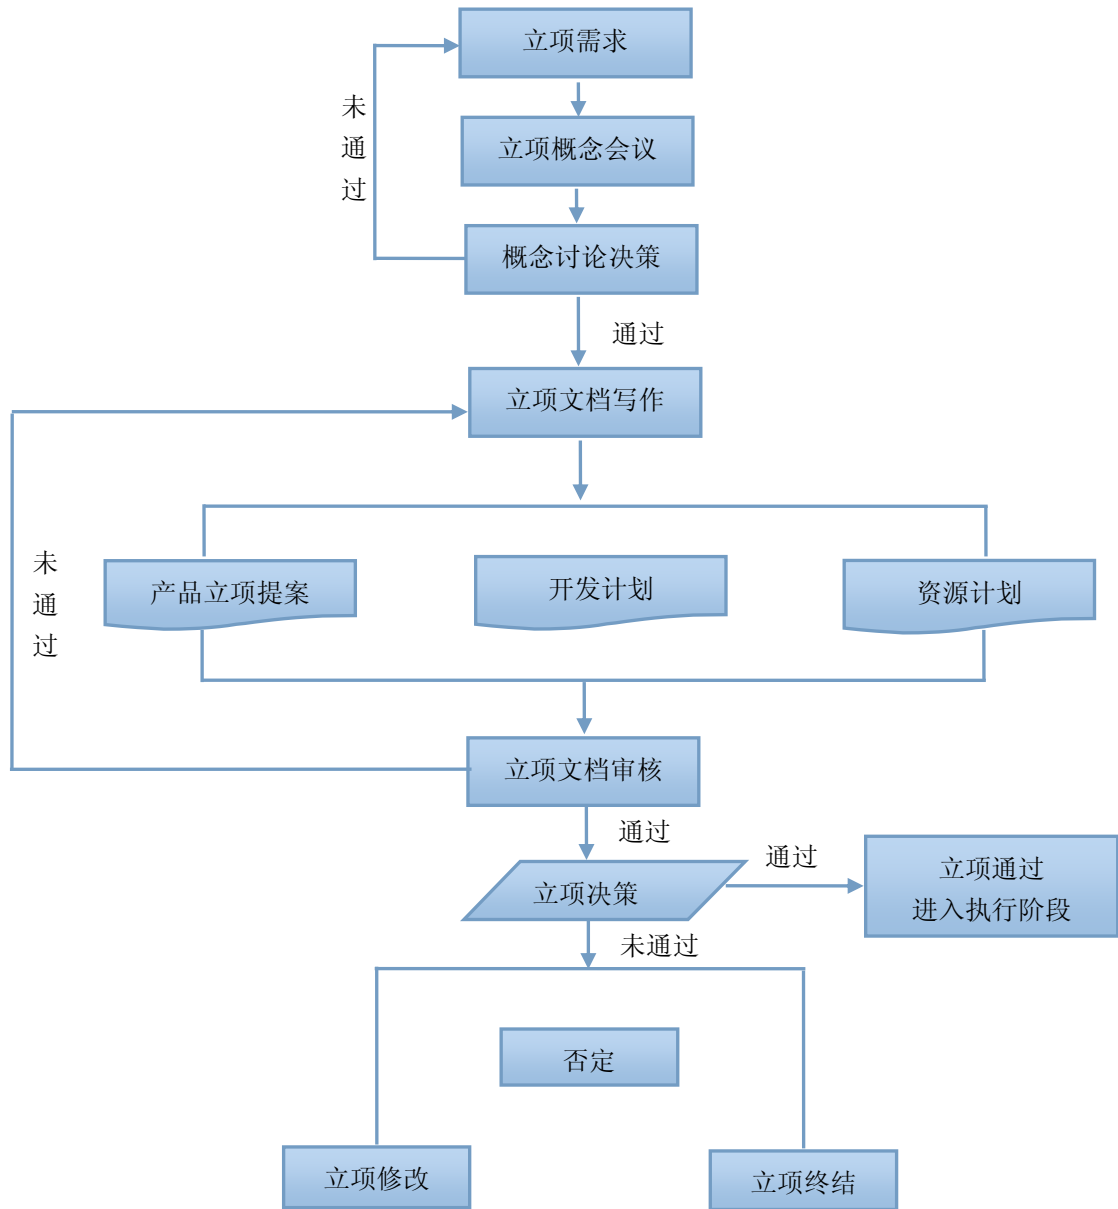 立项需求
未通过
立项概念会议
概念讨论决策
通过
立项文档写作
未通过
产品立项提案
开发计划
资源计划
立项文档审核
通过
立项决策
通过
立项通过
进入执行阶段
未通过
否定
立项修改
立项终结